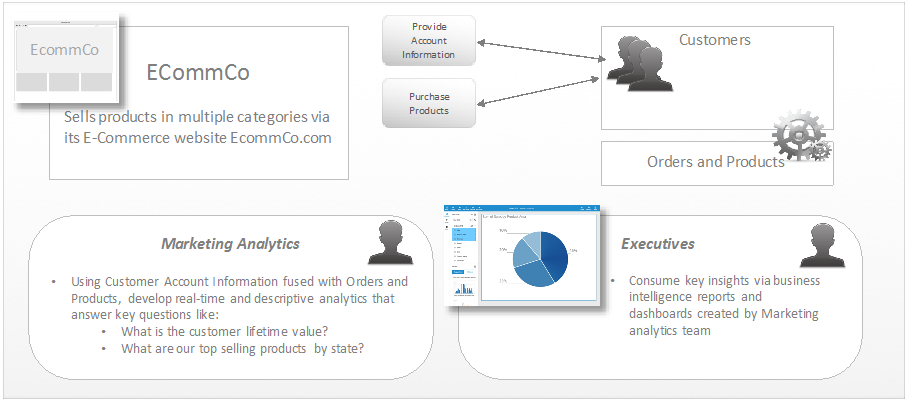 EcommCo
ECommCo
Sells products in multiple categories via
its E-Commerce website EcommCo.com
Provide
Account
Information
Purchase
Products
Customers
Orders and Products
Marketing Analytics
• Using Customer Account Information fused with Orders and
Products, develop real-time and descriptive analytics that
answer key questions like:
• What is the customer lifetime value?
• What are our top selling products by state?
Executives
• Consume key insights via business
intelligence reports and
dashboards created by Marketing
analytics team